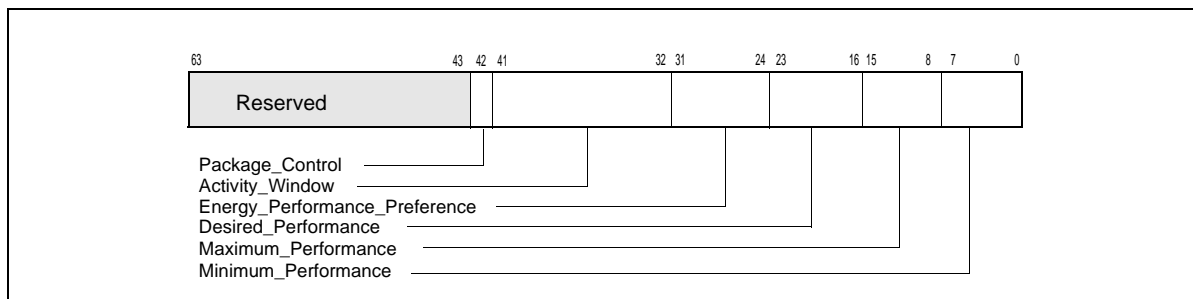 63 43 42 41 32 31 24 23 16 15 8 7 0
Reserved
Package_Control
Activity_Window
Energy_Performance_Preference
Desired_Performance
Maximum_Performance
Minimum_Performance